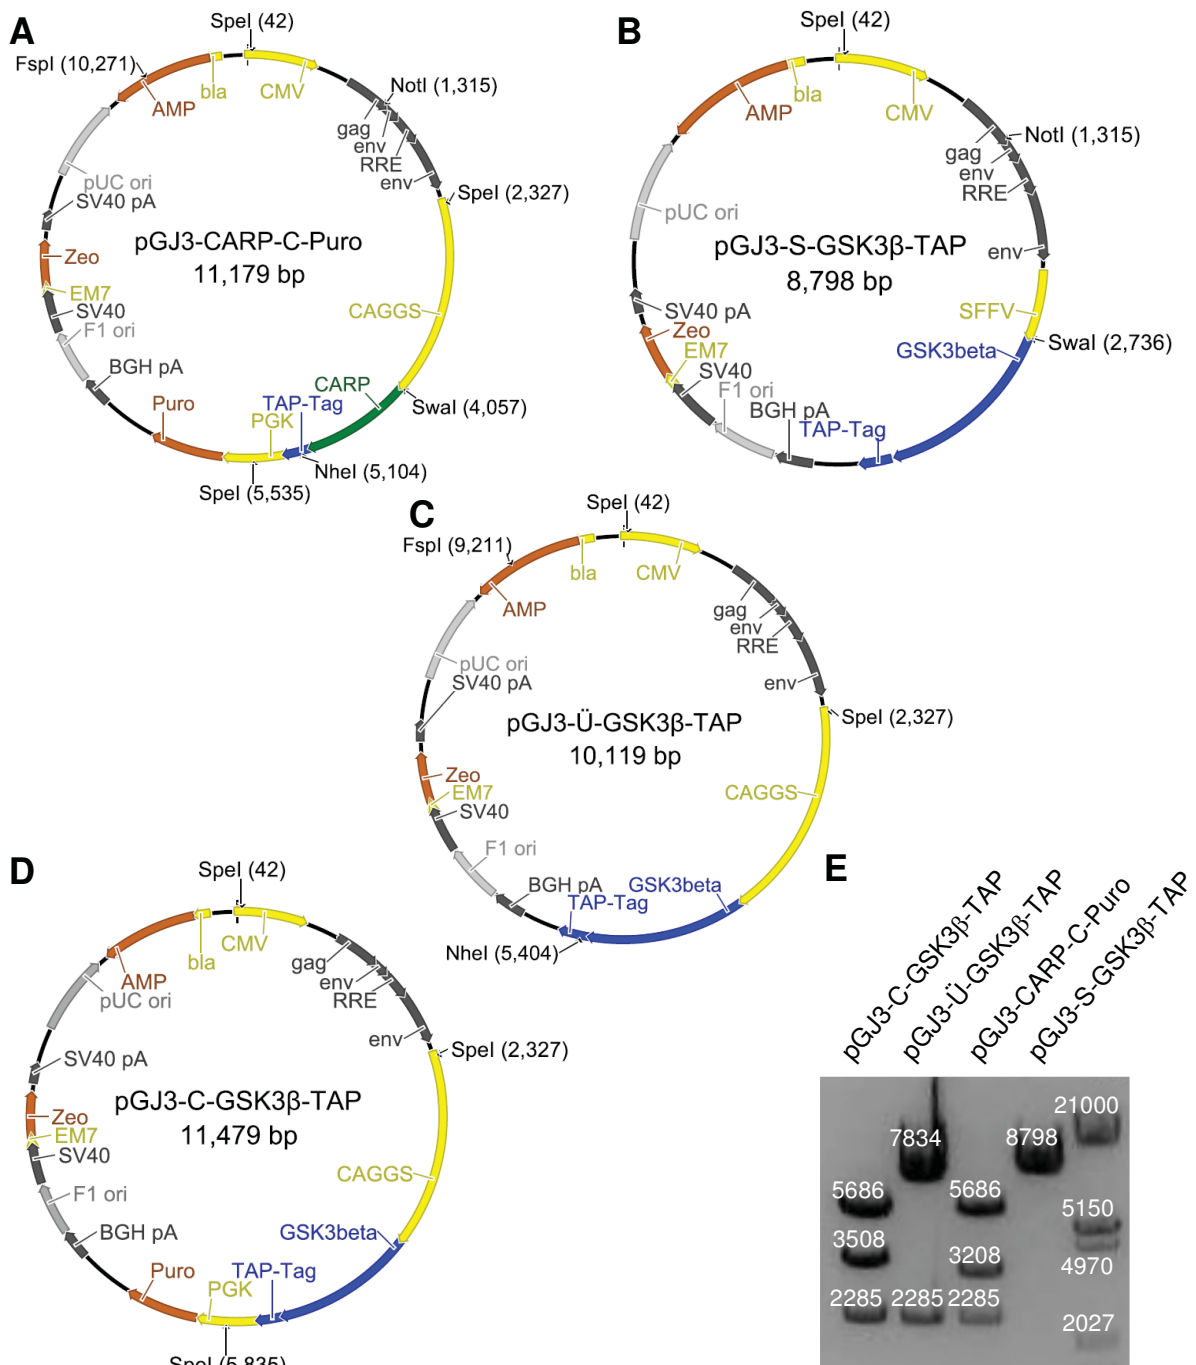 A
SpeI (42)
FspI (10,271)
bla
CMV
AMP
NotI (1,315)
gag
env
RRE
env
pUC ori
SV40 pA
SpeI (2,327)
pGJ3-CARP-C-Puro
11,179 bp
Zeo
EM7
SV40
F1 ori
CAGGS
BGH pA
CARP
Puro
TAP-Tag
PGK
SwaI (4,057)
NheI (5,104)
SpeI (5,535)
B
SpeI (42)
bla
AMP
CMV
NotI (1,315)
gag
env
RRE
pUC ori
env
pGJ3-S-GSK3β-TAP
8,798 bp
SV40 pA
SFFV
Zeo
EM7
SV40
GSK3beta
SwaI (2,736)
F1 ori
BGH pA
TAP-Tag
C
SpeI (42)
FspI (9,211)
bla
CMV
AMP
gag
env
RRE
pUC ori
SV40 pA
env
SpeI (2,327)
pGJ3-Ü-GSK3β-TAP
10,119 bp
Zeo
EM7
SV40
CAGGS
F1 ori
BGH pA
GSK3beta
TAP-Tag
NheI (5,404)
D
SpeI (42)
bla
CMV
AMP
pUC ori
gag
env
RRE
env
SpeI (2,327)
SV40 pA
pGJ3-C-GSK3β-TAP
11,479 bp
Zeo
EM7
SV40
CAGGS
F1 ori
BGH pA
GSK3beta
Puro
TAP-Tag
PGK
SpeI (5,835)
E
pGJ3-C-GSK3β-TAP
pGJ3-Ü-GSK3β-TAP
pGJ3-CARP-C-Puro
pGJ3-S-GSK3β-TAP
21000
7834
8798
5686
5686
5150
3508
3208
4970
2285
2285
2285
2027